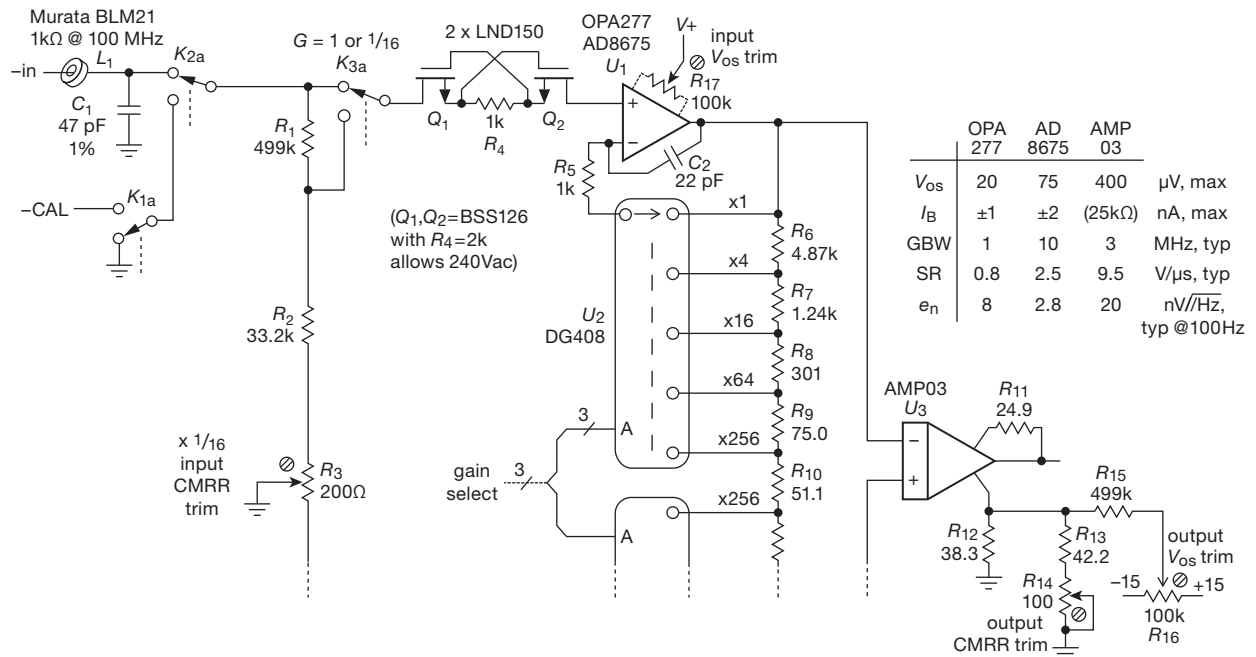 Murata BLM21
1kΩ @ 100 MHz
–in
L1
C1
47 pF
1%
K2a
–CAL
K1a
R1
499k
R2
33.2k
x 1/16
input
CMRR
trim
R3
200Ω
G = 1 or 1/16
K3a
2 x LND150
Q1
1k
R4
Q2
(Q1,Q2=BSS126
with R4=2k
allows 240Vac)
OPA277
AD8675
U1
V+
input
Vos trim
R17
100k
+
–
R5
1k
C2
22 pF
x1
x4
x16
x64
x256
x256
U2
DG408
A
A
3
3
gain
select
R6
4.87k
R7
1.24k
R8
301
R9
75.0
R10
51.1
OPA 277 AD 8675 AMP 03
Vos 20 75 400 µV, max
IB ±1 ±2 (25kΩ) nA, max
GBW 1 10 3 MHz, typ
SR 0.8 2.5 9.5 V/µs, typ
en 8 2.8 20 nV/√Hz,
typ @100Hz
AMP03
U3
–
+
R11
24.9
R12
38.3
R13
42.2
R14
100
output
CMRR trim
R15
499k
output
Vos trim
–15
+15
100k
R16